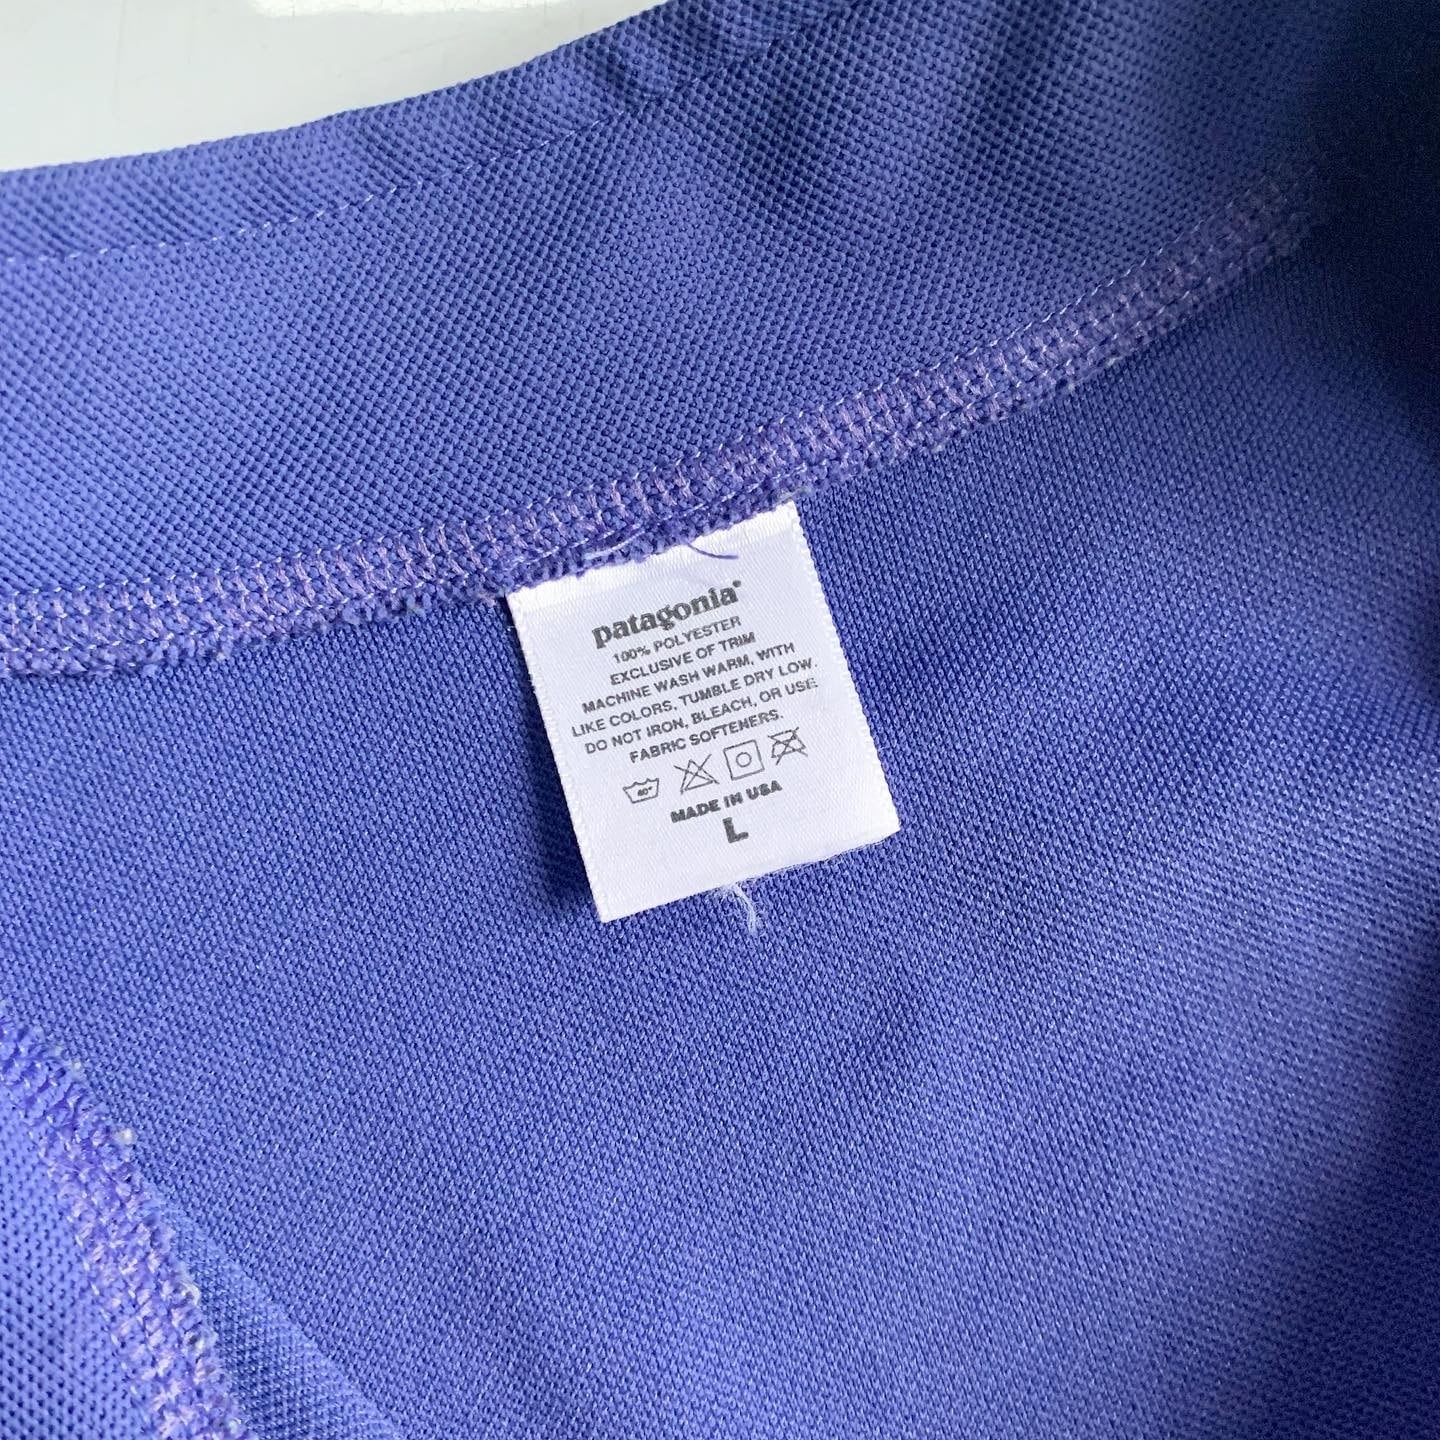 patagonia®
100% POLYESTER
EXCLUSIVE OF TRIM
MACHINE WASH WARM, WITH
LIKE COLORS, TUMBLE DRY LOW.
DO NOT IRON, BLEACH, OR USE
FABRIC SOFTENERS.
40°
MADE IN USA
L